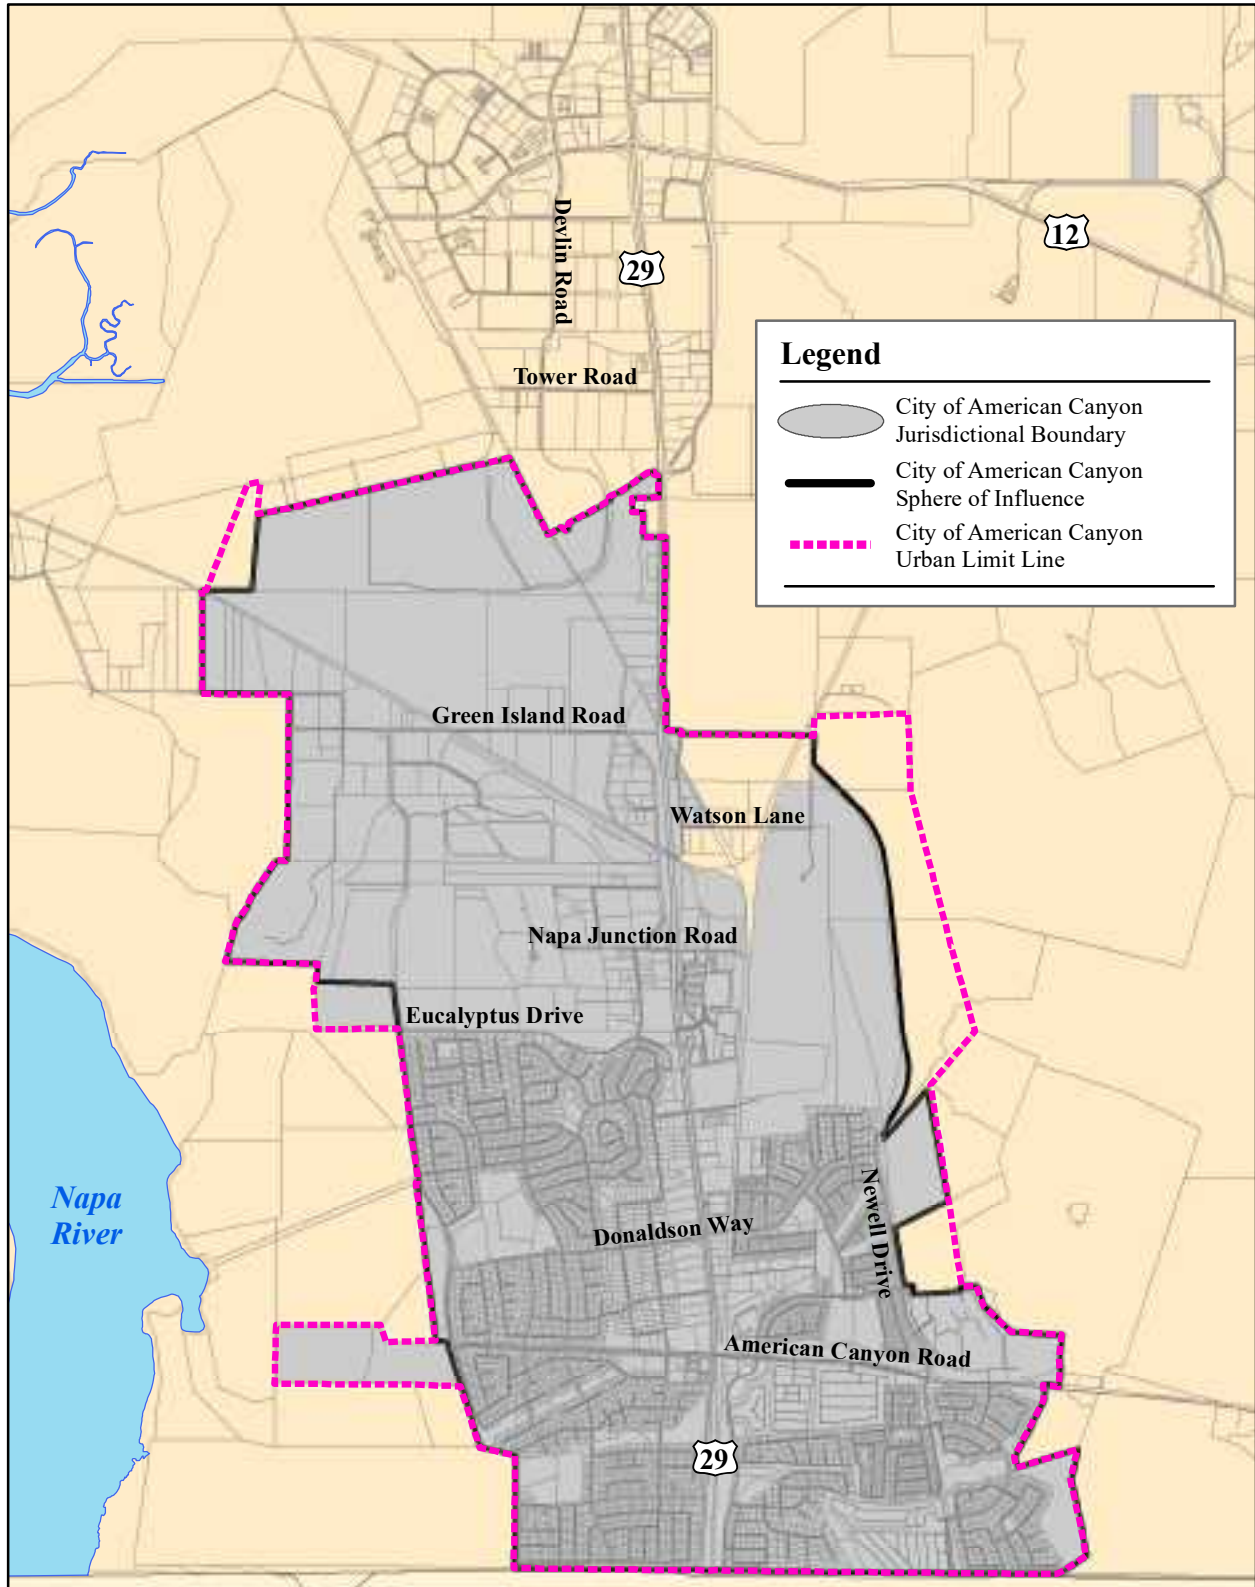 Devlin Road
29
12
Tower Road
Legend
City of American Canyon
Jurisdictional Boundary
City of American Canyon
Sphere of Influence
City of American Canyon
Urban Limit Line
Green Island Road
Watson Lane
Napa Junction Road
Eucalyptus Drive
Napa
River
Donaldson Way
Newell Drive
American Canyon Road
29